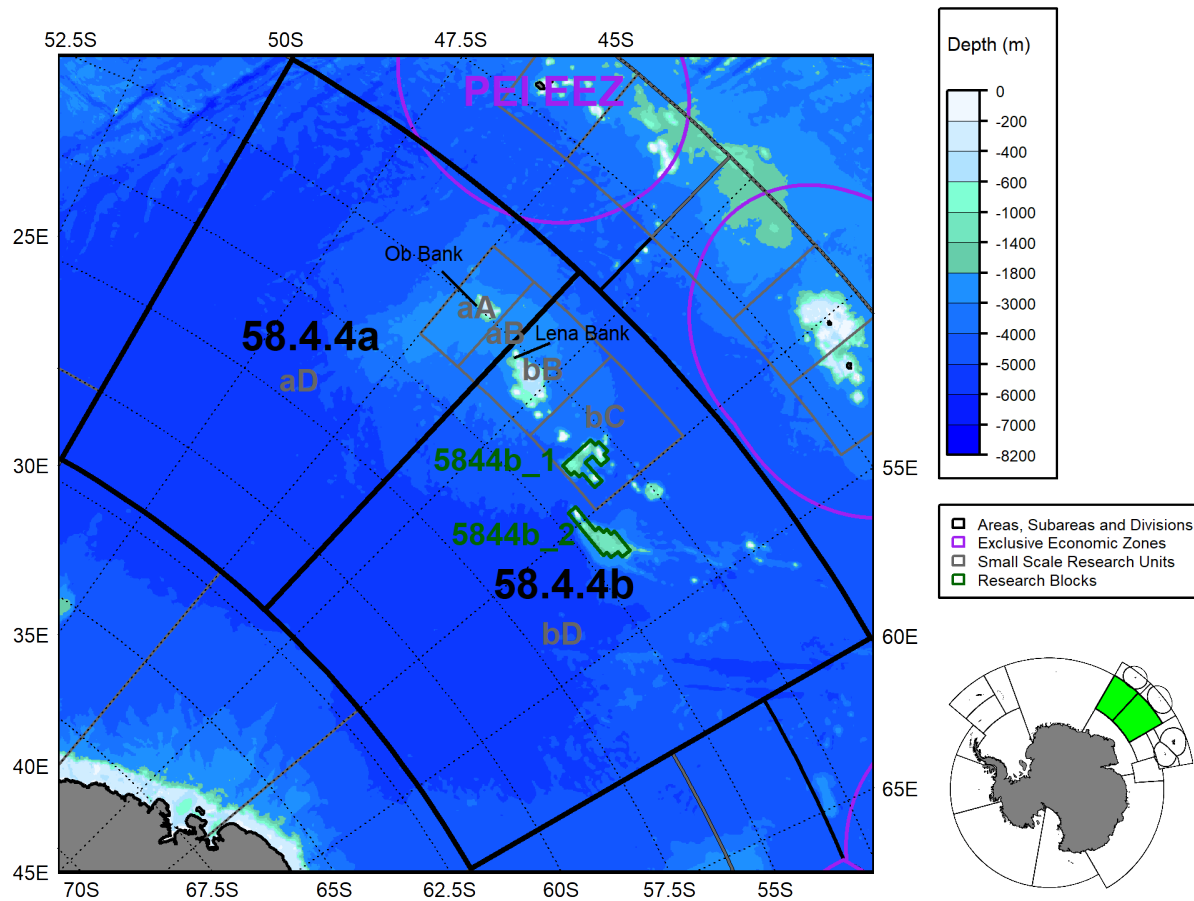 52.5S
50S
47.5S
45S
PEI EEZ
25E
30E
35E
40E
45E
70S
67.5S
65S
62.5S
60S
57.5S
55S
55E
60E
65E
Ob Bank
aA
aB
Lena Bank
58.4.4a
aD
bB
bC
5844b_1
5844b_2
58.4.4b
bD
Depth (m)
0
-200
-400
-600
-1000
-1400
-1800
-3000
-4000
-5000
-6000
-7000
-8200
Areas, Subareas and Divisions
Exclusive Economic Zones
Small Scale Research Units
Research Blocks